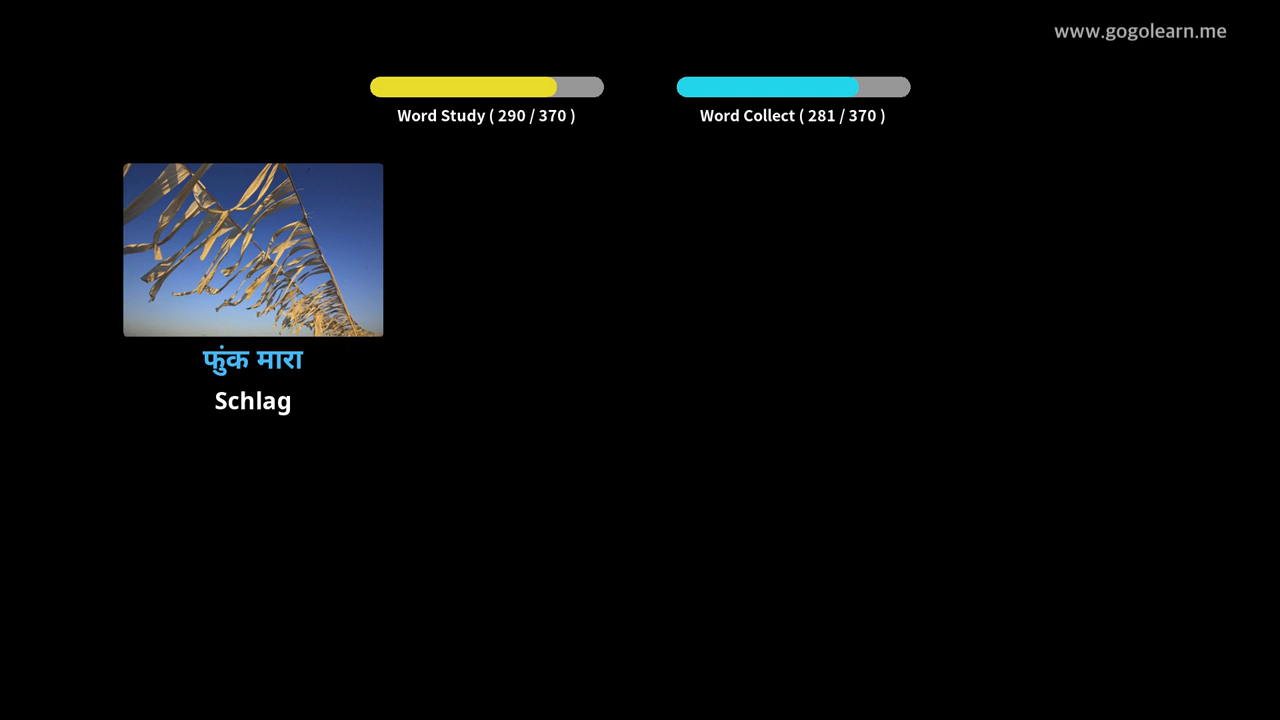 www.gogolearn.me
Word Study ( 290 / 370 )
Word Collect ( 281 / 370 )
फुंक मारा
Schlag